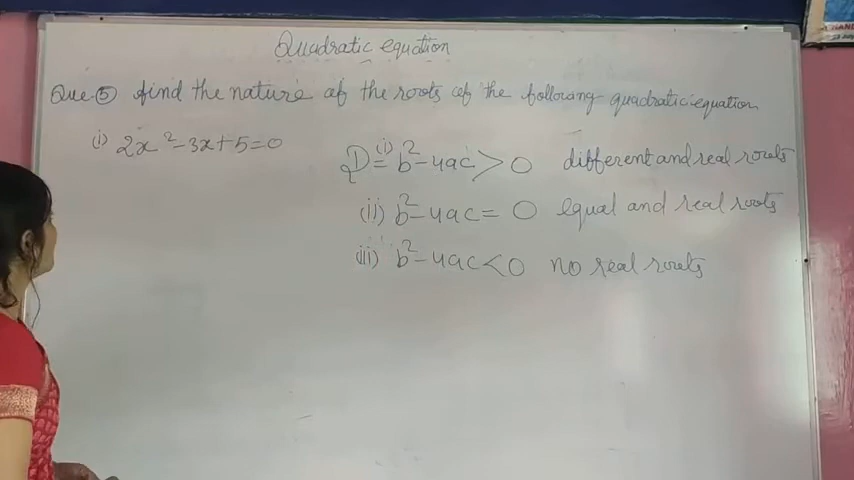 Quadratic equation
Que. 5 find the nature of the roots of the following quadratic equation
(i) 2x² - 3x + 5 = 0
D = (i) b² - 4ac > 0 different and real roots
(ii) b² - 4ac = 0 equal and real roots
(iii) b² - 4ac < 0 no real roots